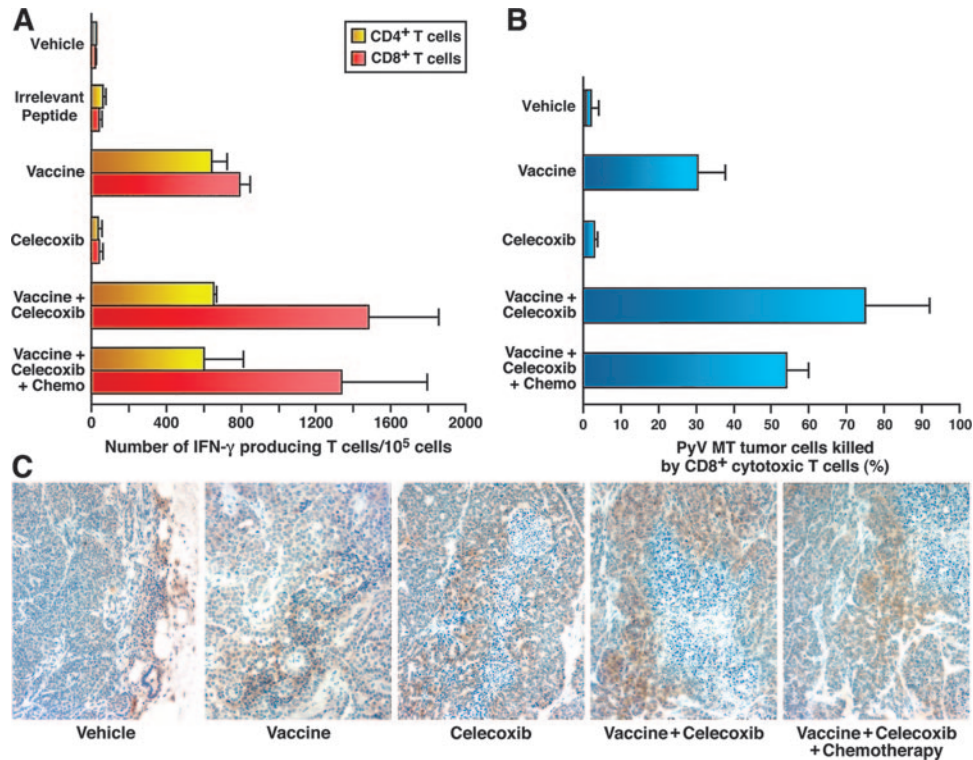 A
Vehicle
Irrelevant
Peptide
Vaccine
Celecoxib
Vaccine +
Celecoxib
Vaccine +
Celecoxib
+ Chemo
CD4+ T cells
CD8+ T cells
0 400 800 1200 1600 2000
Number of IFN-γ producing T cells/10⁵ cells
B
Vehicle
Vaccine
Celecoxib
Vaccine +
Celecoxib
Vaccine +
Celecoxib
+ Chemo
0 10 20 30 40 50 60 70 80 90 100
PyV MT tumor cells killed
by CD8+ cytotoxic T cells (%)
C
Vehicle
Vaccine
Celecoxib
Vaccine+Celecoxib
Vaccine+Celecoxib
+Chemotherapy